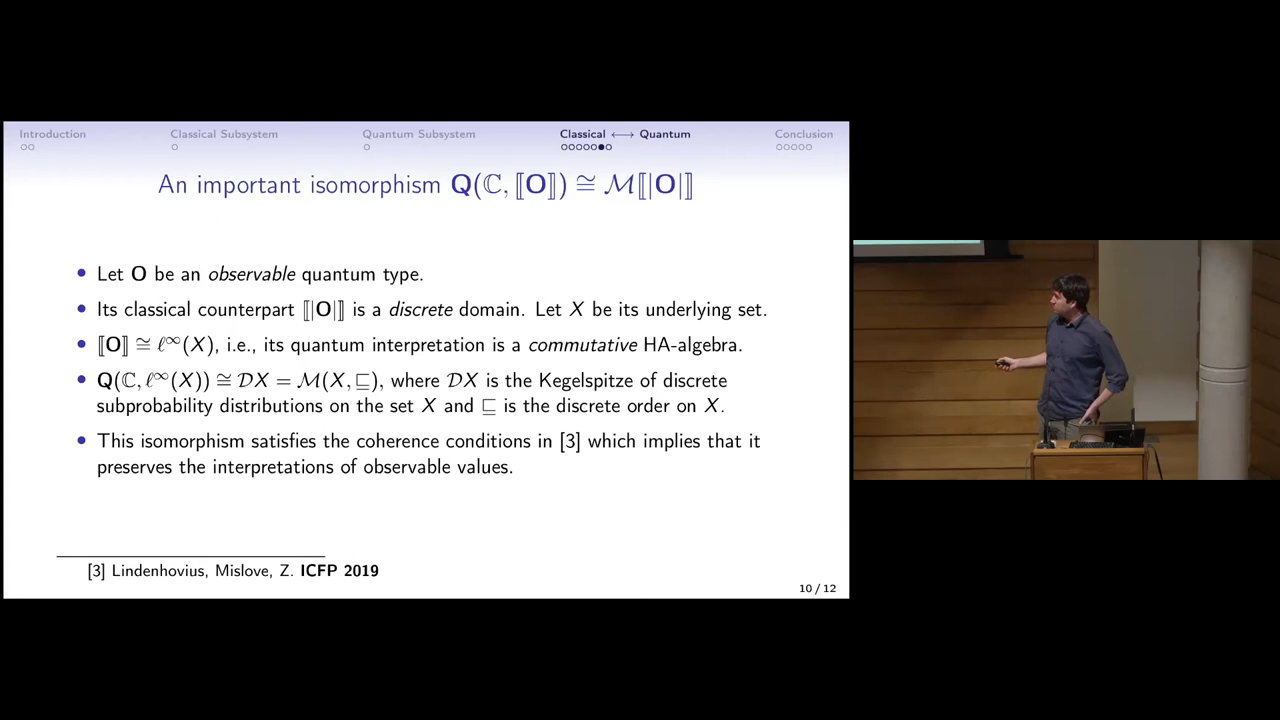 Introduction Classical Subsystem Quantum Subsystem Classical ⟷ Quantum Conclusion
An important isomorphism Q(ℂ, ⟦O⟧) ≅ ℳ⟦|O|⟧
• Let O be an observable quantum type.
• Its classical counterpart ⟦|O|⟧ is a discrete domain. Let X be its underlying set.
• ⟦O⟧ ≅ ℓ∞(X), i.e., its quantum interpretation is a commutative HA-algebra.
• Q(ℂ, ℓ∞(X)) ≅ 𝒟X = ℳ(X, ⊑), where 𝒟X is the Kegelspitze of discrete
subprobability distributions on the set X and ⊑ is the discrete order on X.
• This isomorphism satisfies the coherence conditions in [3] which implies that it
preserves the interpretations of observable values.
[3] Lindenhovius, Mislove, Z. ICFP 2019
10 / 12